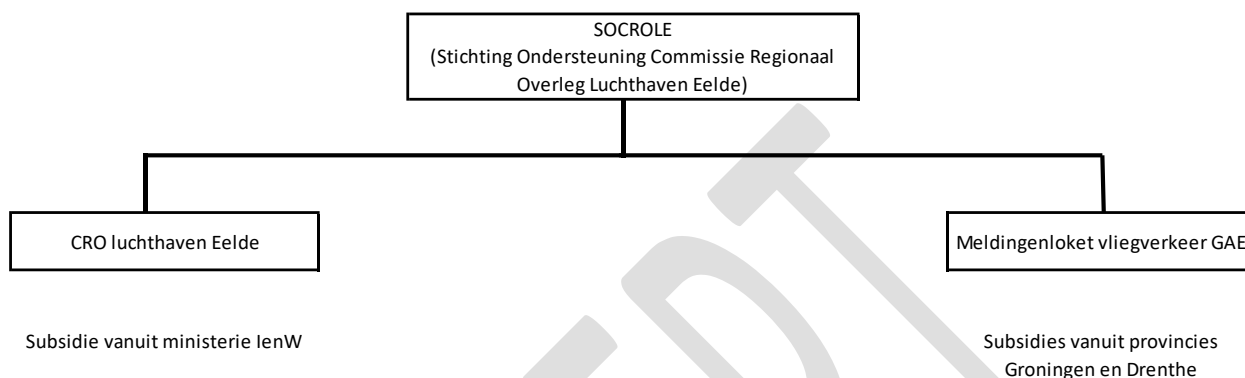 SOCROLE
(Stichting Ondersteuning Commissie Regionaal
Overleg Luchthaven Eelde)
CRO luchthaven Eelde
Meldingenloket vliegverkeer GAE
Subsidie vanuit ministerie IenW
Subsidies vanuit provincies
Groningen en Drenthe